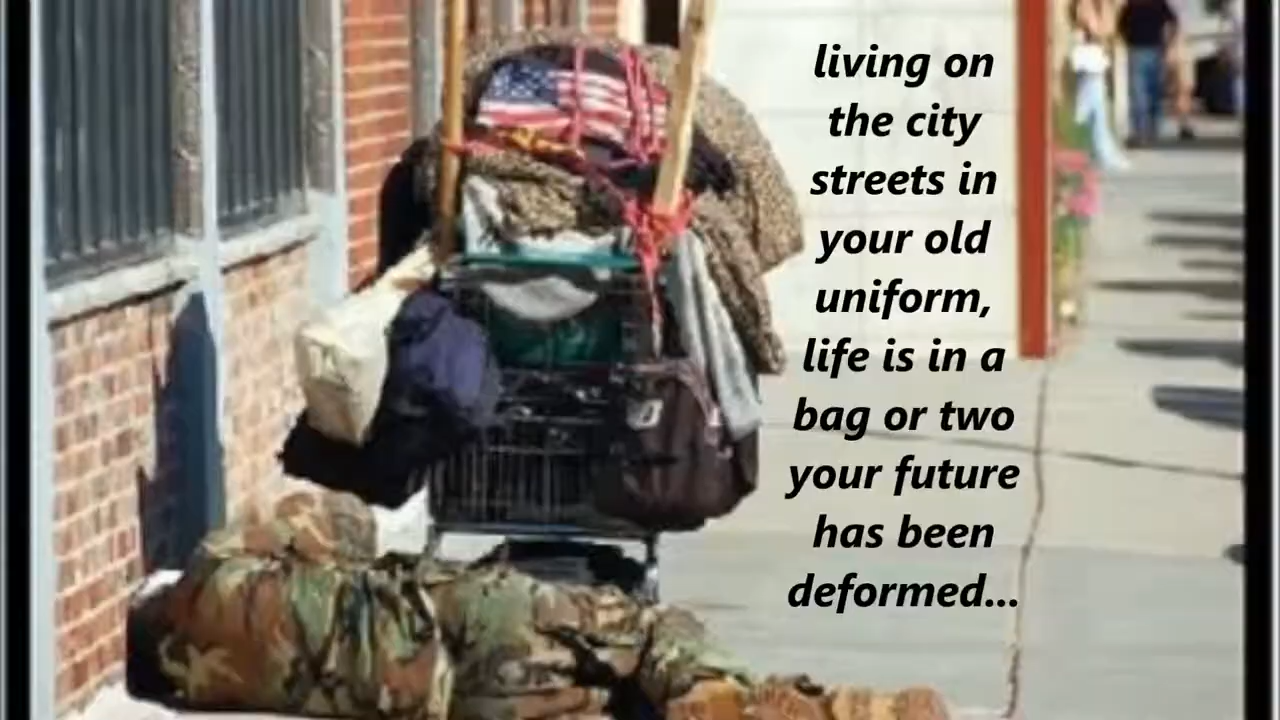 living on
the city
streets in
your old
uniform,
life is in a
bag or two
your future
has been
deformed...